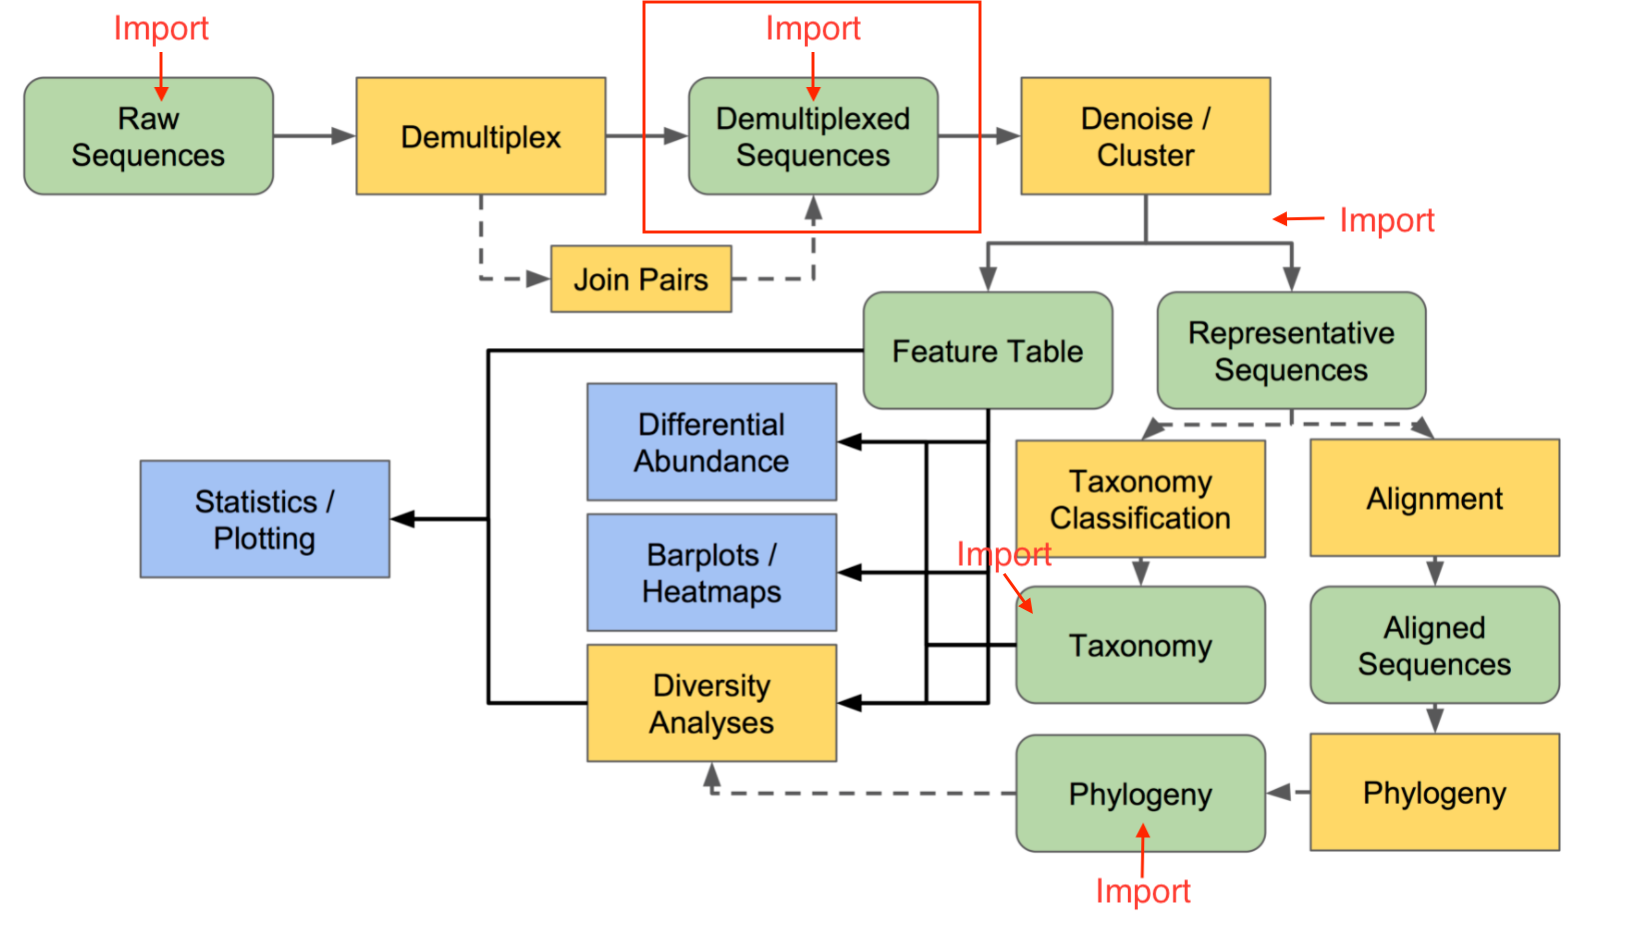 Import
Import
Raw
Sequences
Demultiplex
Demultiplexed
Sequences
Denoise /
Cluster
Import
Join Pairs
Feature Table
Representative
Sequences
Differential
Abundance
Statistics /
Plotting
Taxonomy
Classification
Alignment
Import
Barplots /
Heatmaps
Taxonomy
Aligned
Sequences
Diversity
Analyses
Phylogeny
Phylogeny
Import